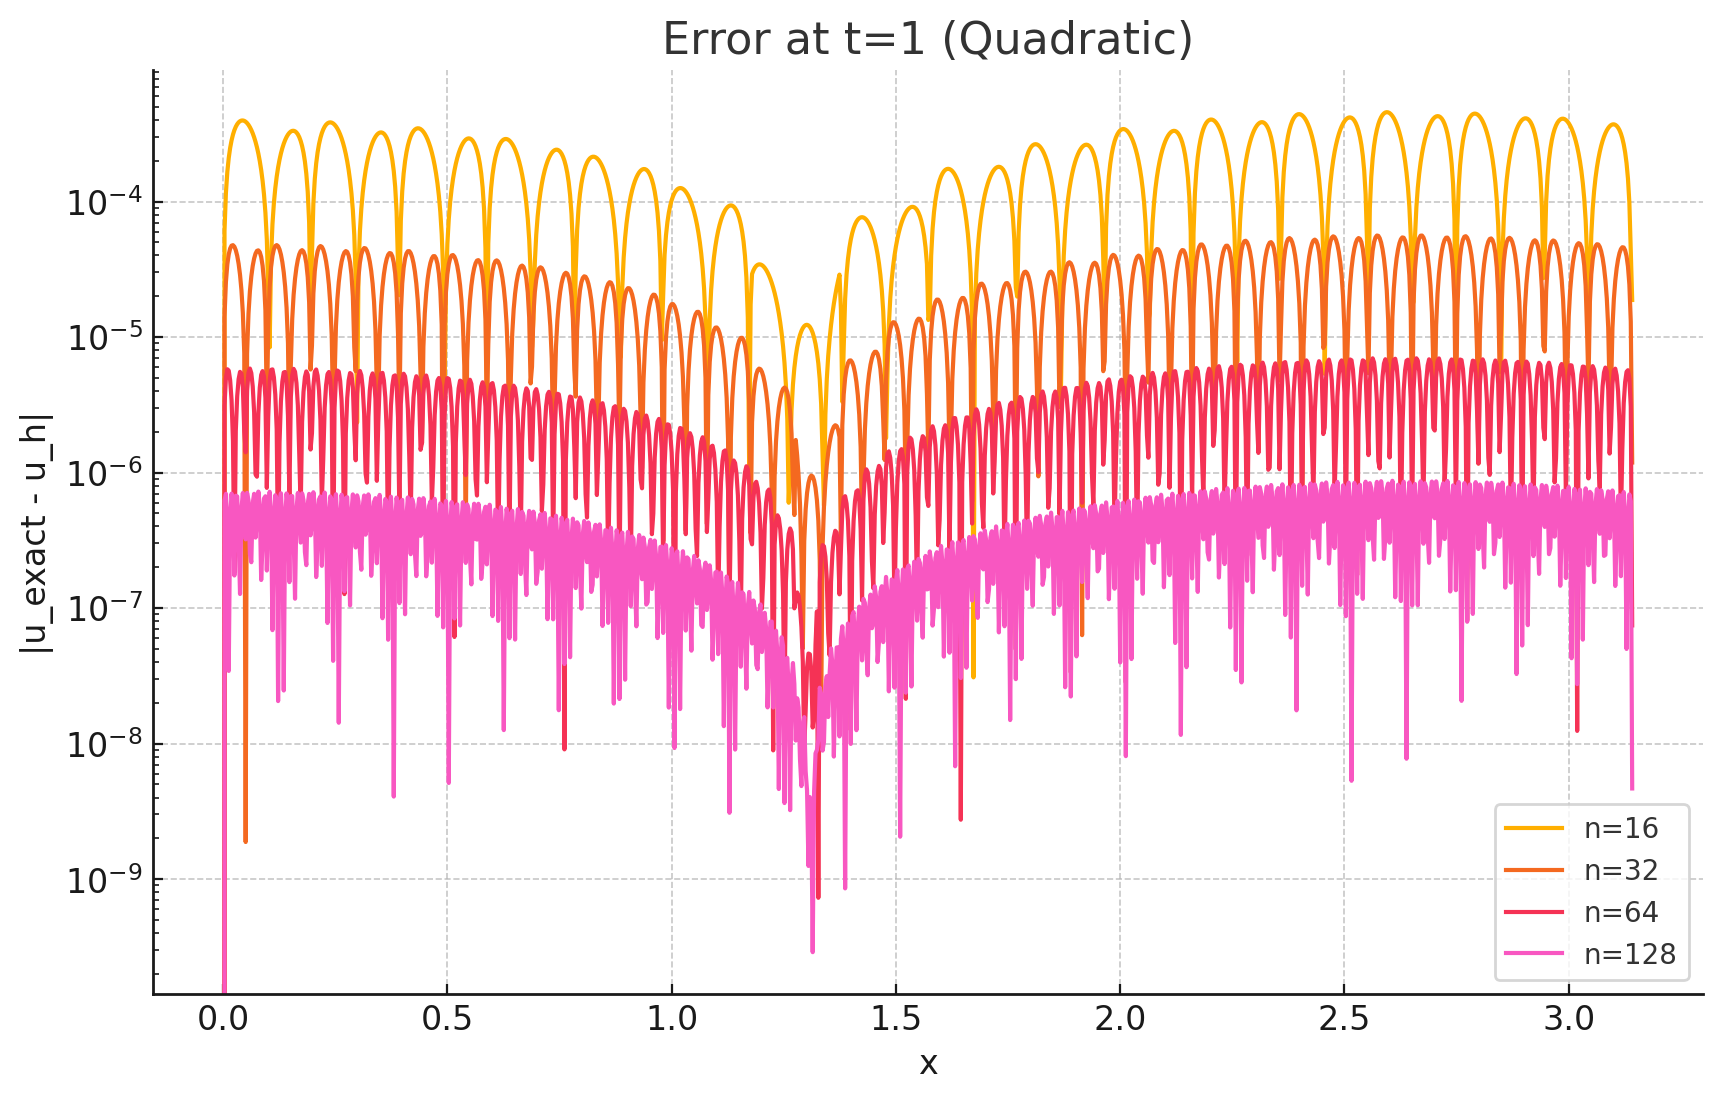 Error at t=1 (Quadratic)
|u_exact - u_h|
10⁻⁴
10⁻⁵
10⁻⁶
10⁻⁷
10⁻⁸
10⁻⁹
0.0 0.5 1.0 1.5 2.0 2.5 3.0
x
n=16
n=32
n=64
n=128